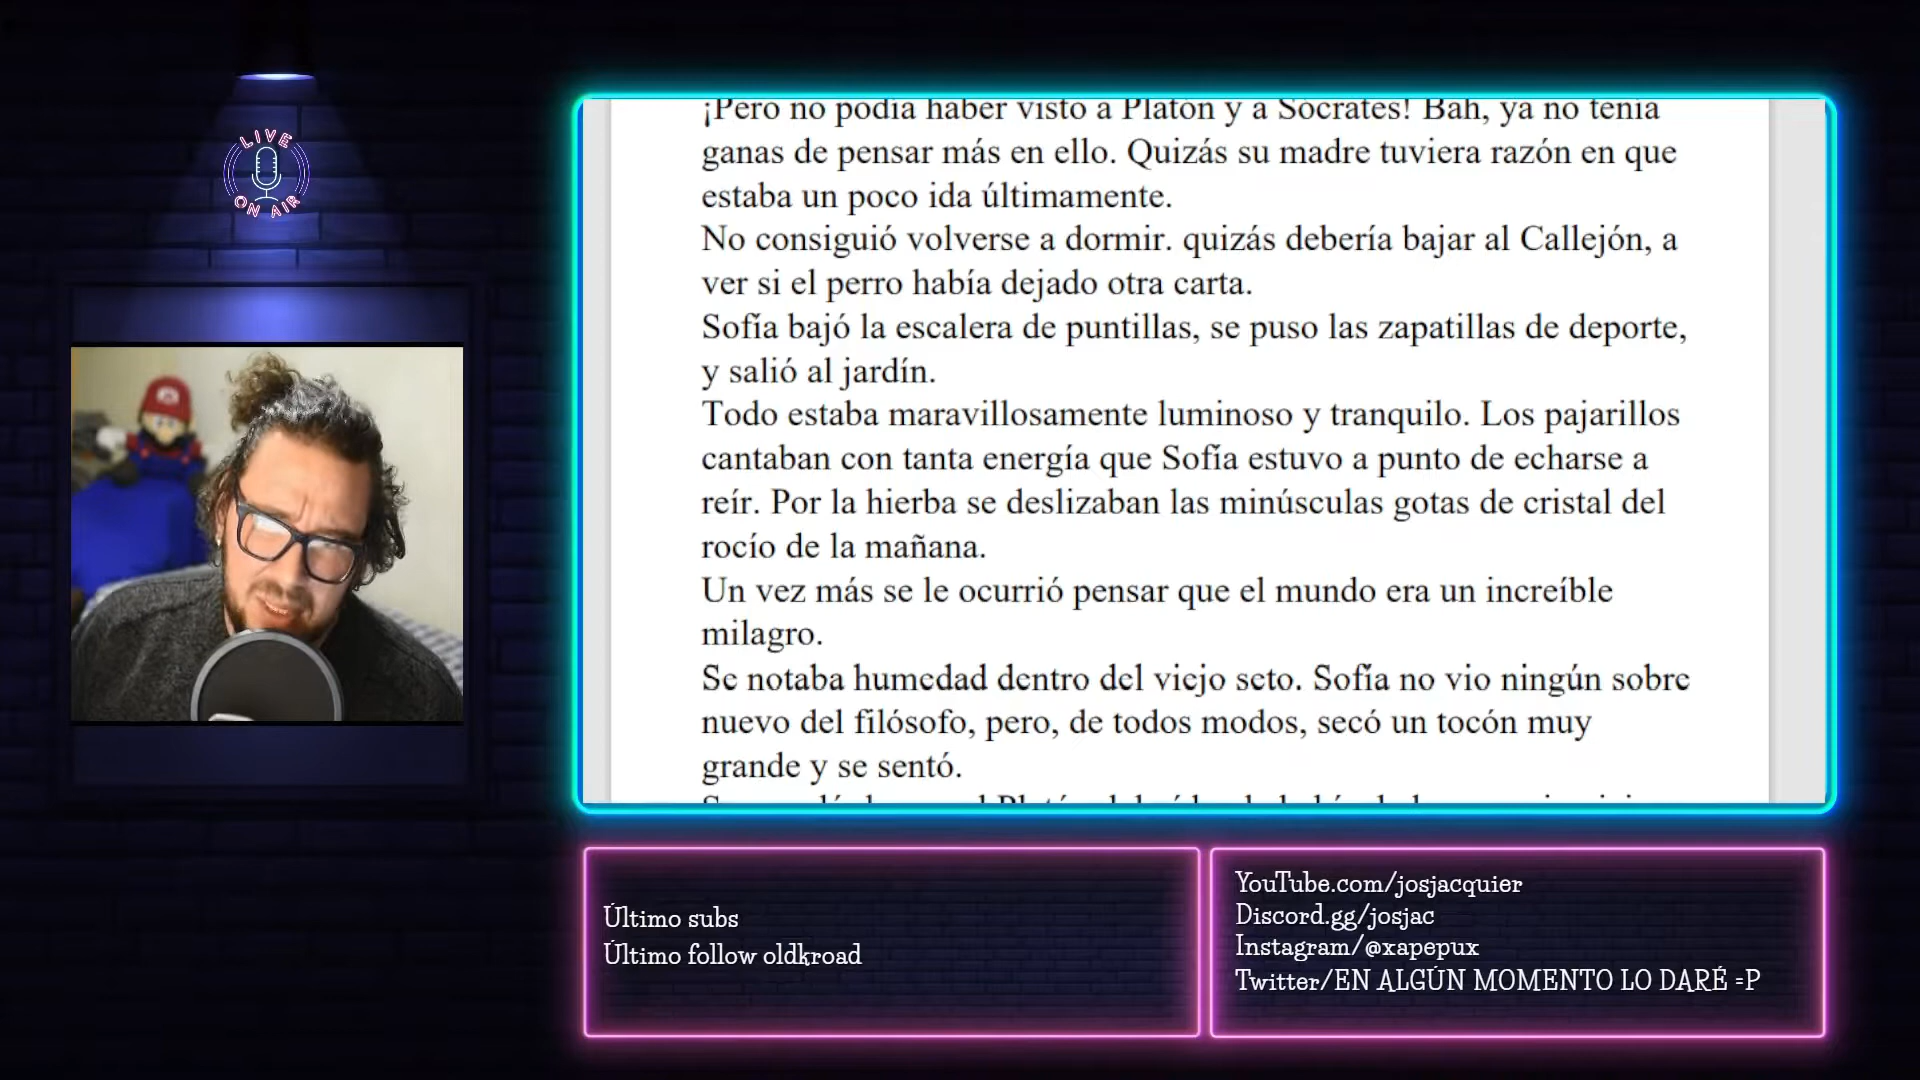 LIVE
ON AIR
¡Pero no podía haber visto a Platón y a Sócrates! Bah, ya no tenía
ganas de pensar más en ello. Quizás su madre tuviera razón en que
estaba un poco ida últimamente.
No consiguió volverse a dormir. quizás debería bajar al Callejón, a
ver si el perro había dejado otra carta.
Sofía bajó la escalera de puntillas, se puso las zapatillas de deporte,
y salió al jardín.
Todo estaba maravillosamente luminoso y tranquilo. Los pajarillos
cantaban con tanta energía que Sofía estuvo a punto de echarse a
reír. Por la hierba se deslizaban las minúsculas gotas de cristal del
rocío de la mañana.
Un vez más se le ocurrió pensar que el mundo era un increíble
milagro.
Se notaba humedad dentro del viejo seto. Sofía no vio ningún sobre
nuevo del filósofo, pero, de todos modos, secó un tocón muy
grande y se sentó.
Último subs
Último follow oldkroad
YouTube.com/josjacquier
Discord.gg/josjac
Instagram/@xapepux
Twitter/EN ALGÚN MOMENTO LO DARÉ =P